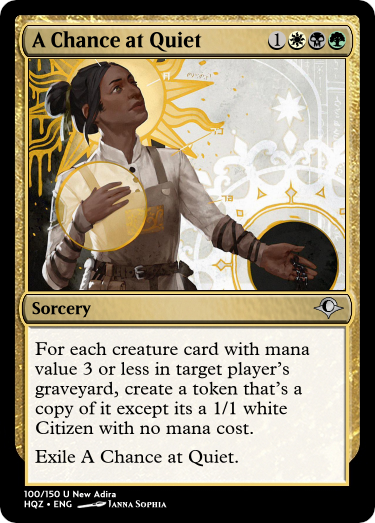 A Chance at Quiet 1
Sorcery
For each creature card with mana
value 3 or less in target player's
graveyard, create a token that's a
copy of it except its a 1/1 white
Citizen with no mana cost.
Exile A Chance at Quiet.
100/150 U New Adira
HQZ • ENG Janna Sophia